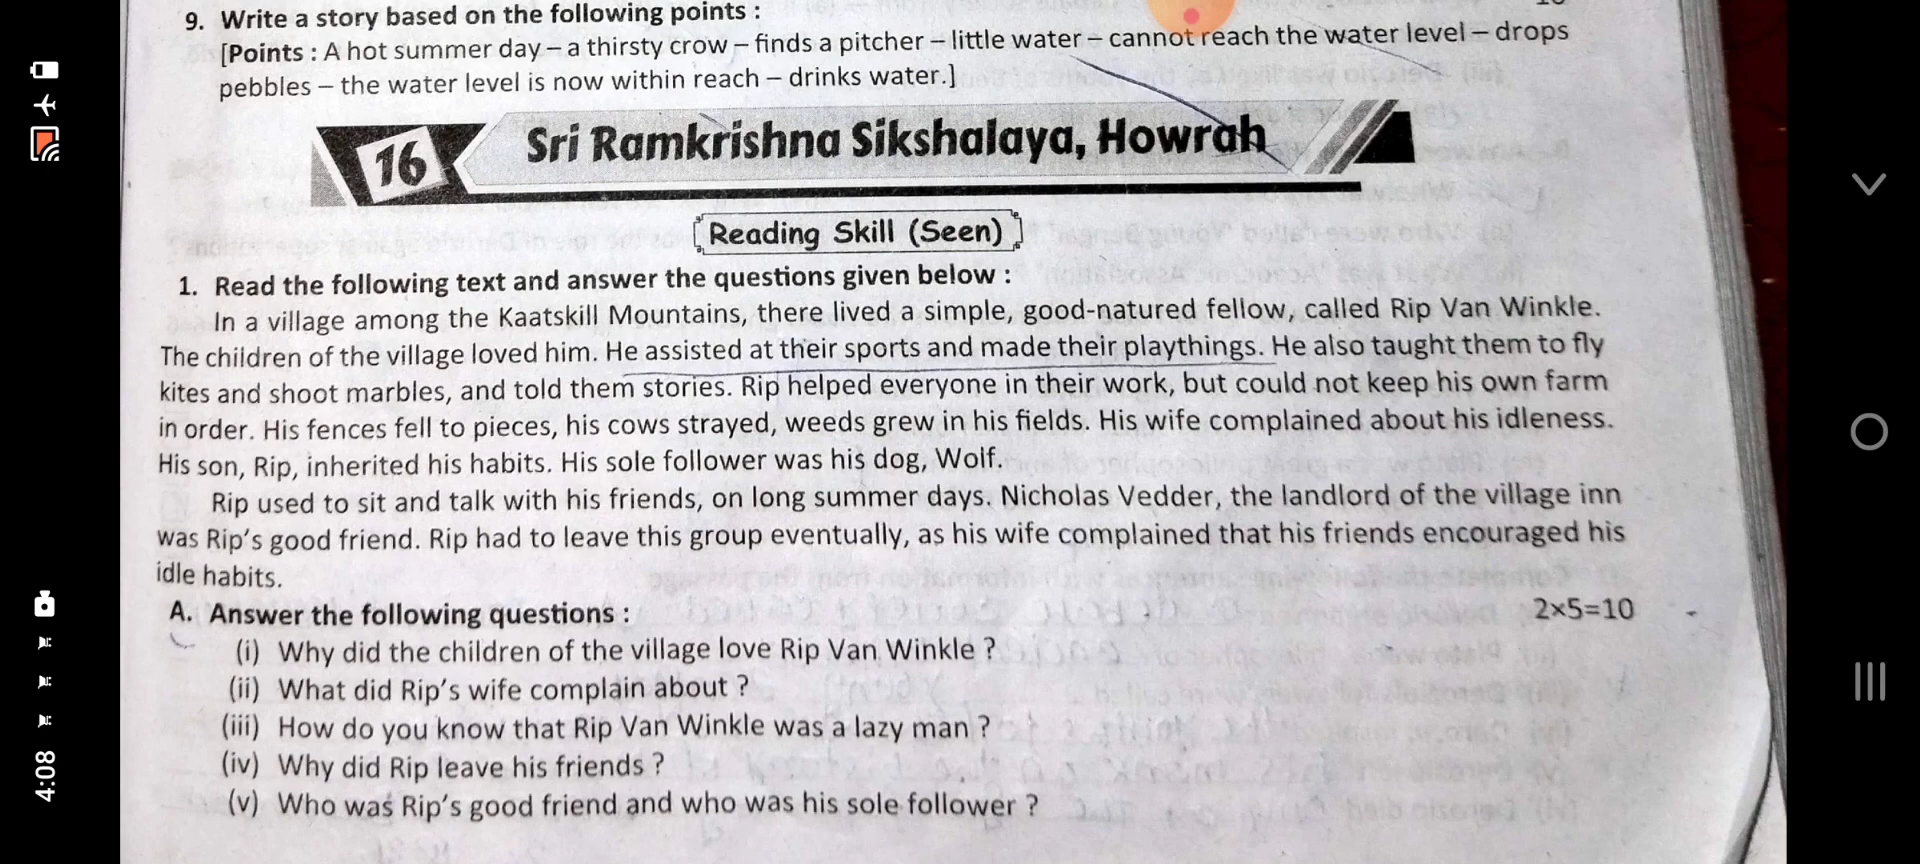 9. Write a story based on the following points :
[Points : A hot summer day – a thirsty crow – finds a pitcher – little water – cannot reach the water level – drops
pebbles – the water level is now within reach – drinks water.]
16 Sri Ramkrishna Sikshalaya, Howrah
Reading Skill (Seen)
1. Read the following text and answer the questions given below :
In a village among the Kaatskill Mountains, there lived a simple, good-natured fellow, called Rip Van Winkle.
The children of the village loved him. He assisted at their sports and made their playthings. He also taught them to fly
kites and shoot marbles, and told them stories. Rip helped everyone in their work, but could not keep his own farm
in order. His fences fell to pieces, his cows strayed, weeds grew in his fields. His wife complained about his idleness.
His son, Rip, inherited his habits. His sole follower was his dog, Wolf.
Rip used to sit and talk with his friends, on long summer days. Nicholas Vedder, the landlord of the village inn
was Rip's good friend. Rip had to leave this group eventually, as his wife complained that his friends encouraged his
idle habits.
A. Answer the following questions : 2×5=10
(i) Why did the children of the village love Rip Van Winkle ?
(ii) What did Rip's wife complain about ?
(iii) How do you know that Rip Van Winkle was a lazy man ?
(iv) Why did Rip leave his friends ?
(v) Who was Rip's good friend and who was his sole follower ?
4:08